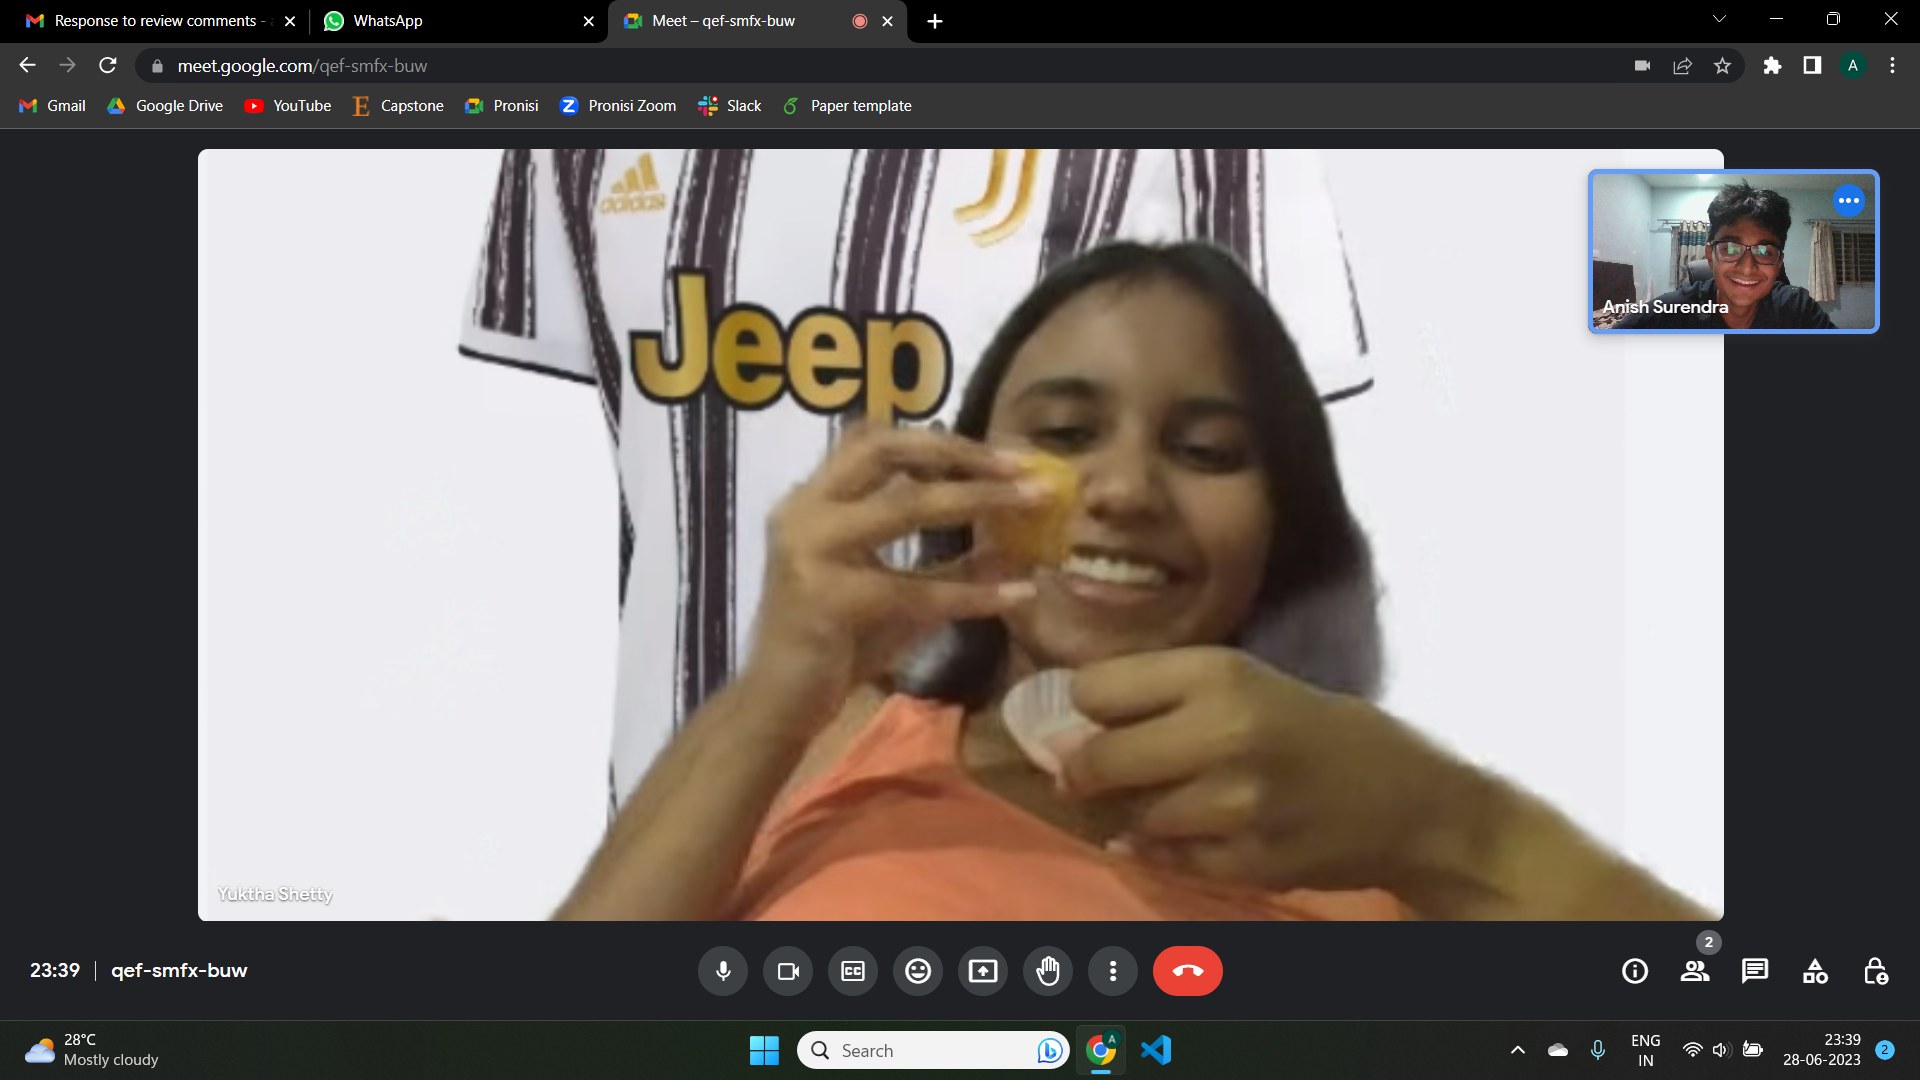 Response to review comments -
WhatsApp
Meet – qef-smfx-buw
meet.google.com/qef-smfx-buw
A
Gmail
Google Drive
YouTube
E
Capstone
Pronisi
Z
Pronisi Zoom
Slack
Paper template
adidas
Jeep
Anish Surendra
Yuktha Shetty
23:39
qef-smfx-buw
CC
2
28°C
Mostly cloudy
Search
A
ENG
IN
23:39
28-06-2023
2